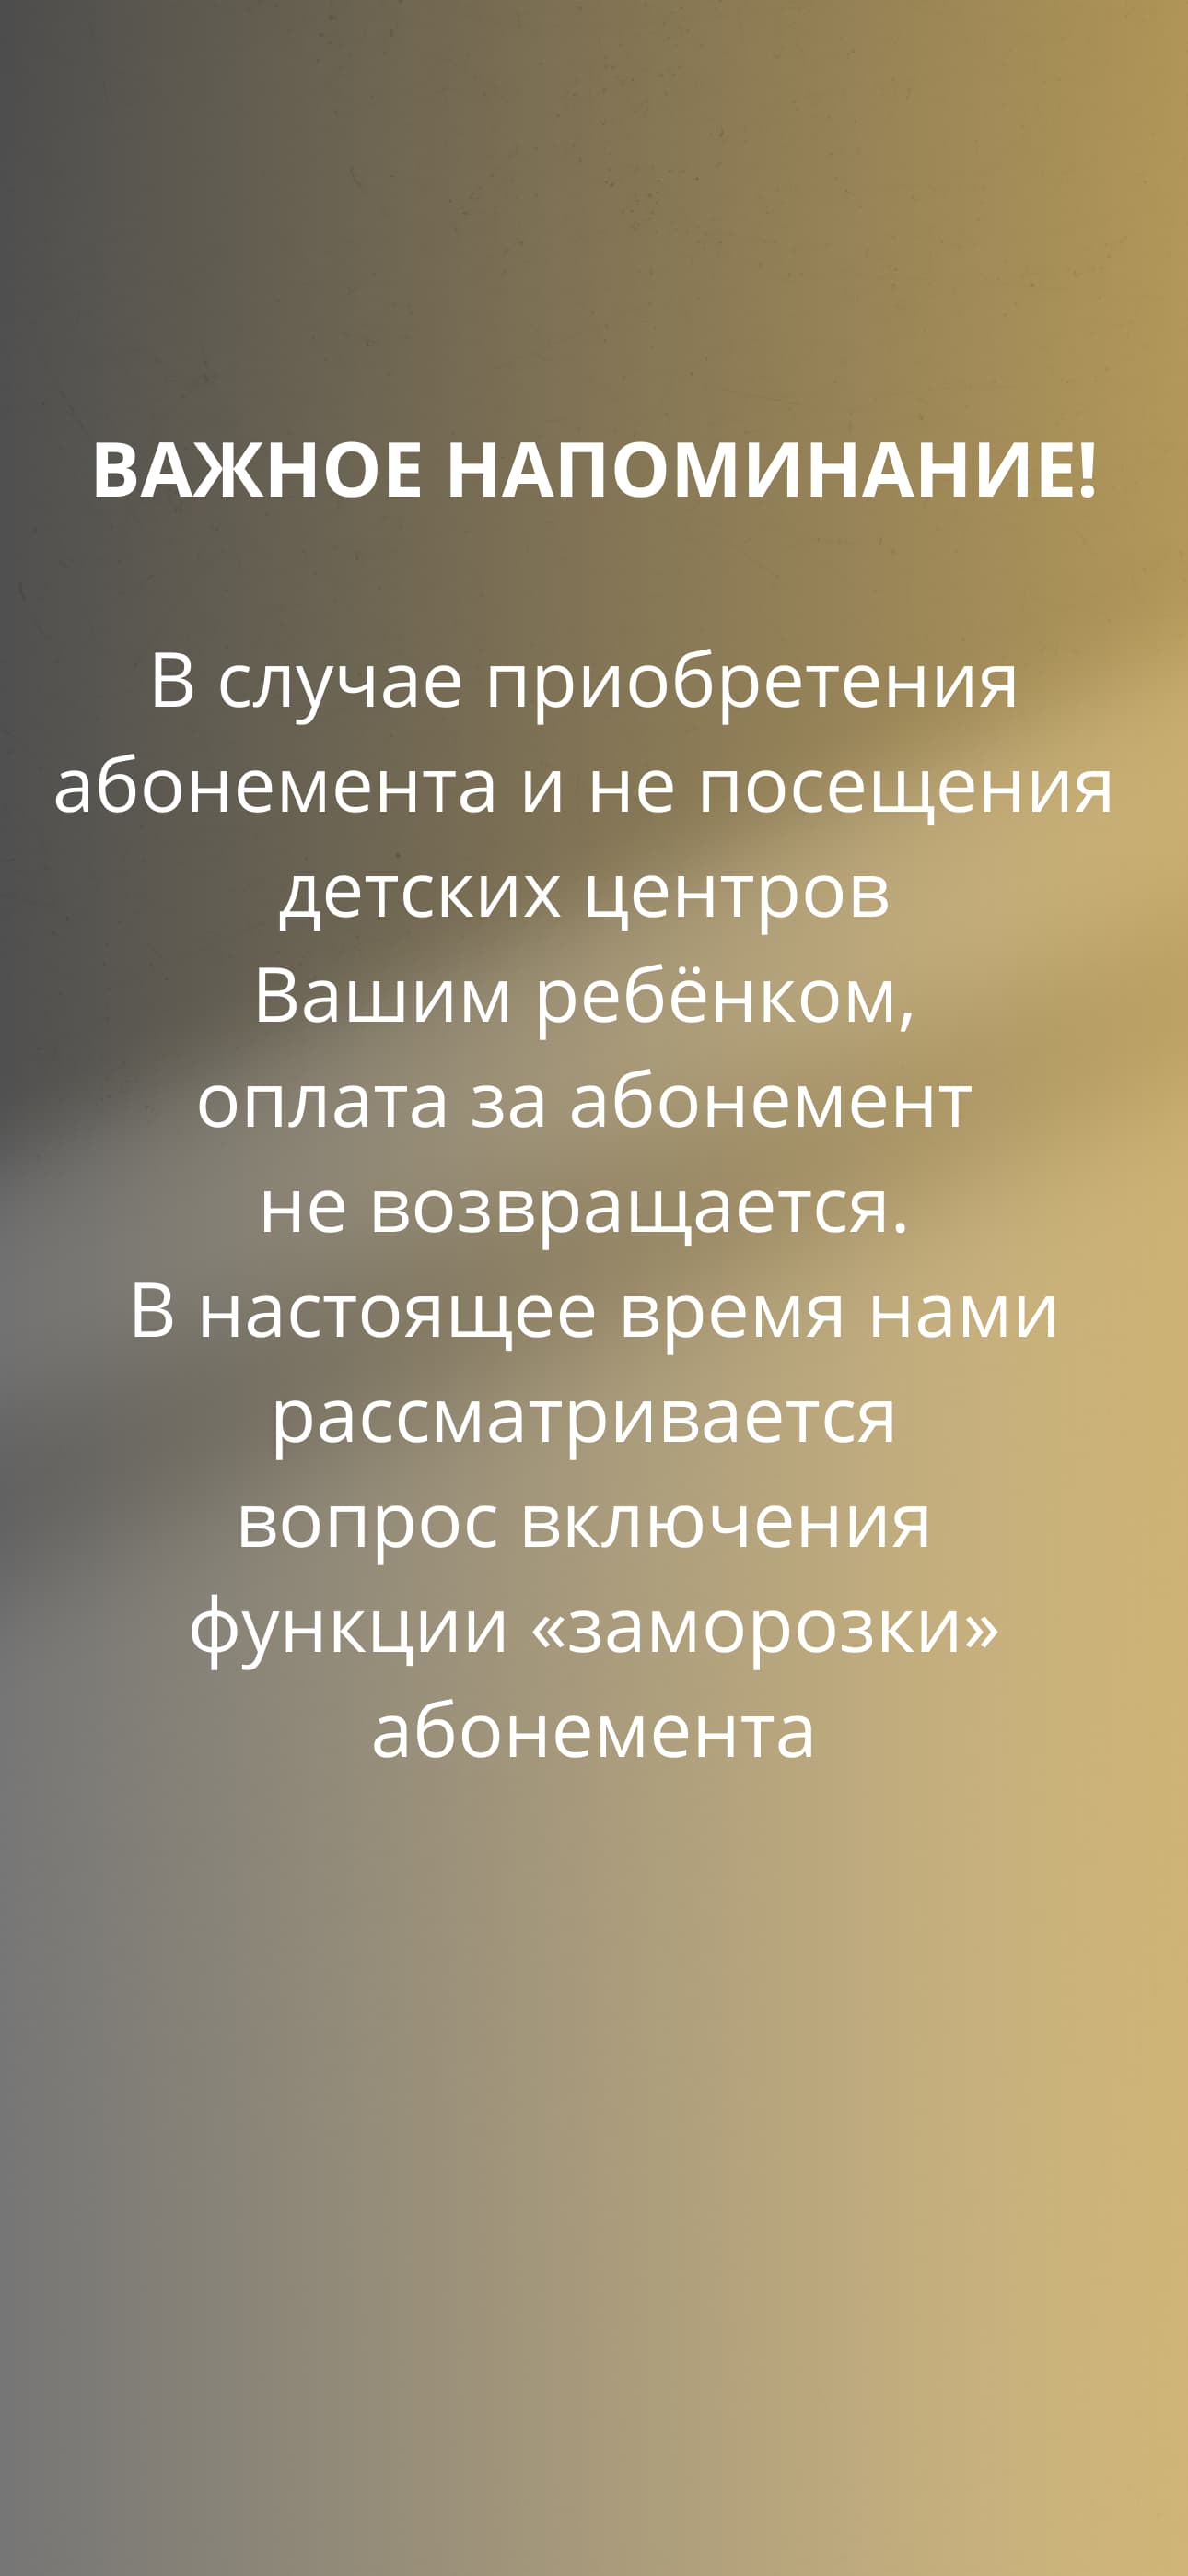 ВАЖНОЕ НАПОМИНАНИЕ!
В случае приобретения
абонемента и не посещения
детских центров
Вашим ребёнком,
оплата за абонемент
не возвращается.
В настоящее время нами
рассматривается
вопрос включения
функции «заморозки»
абонемента